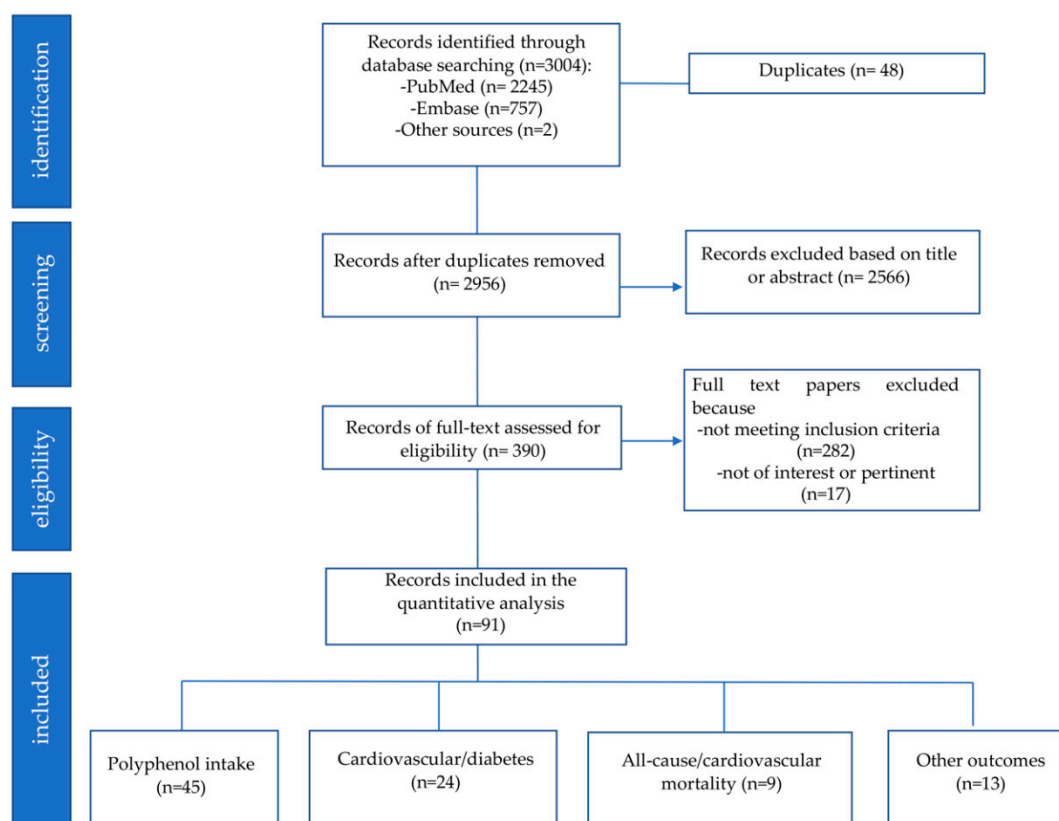 identification
Records identified through
database searching (n=3004):
-PubMed (n= 2245)
-Embase (n=757)
-Other sources (n=2)
Duplicates (n= 48)
screening
Records after duplicates removed
(n= 2956)
Records excluded based on title
or abstract (n= 2566)
eligibility
Records of full-text assessed for
eligibility (n= 390)
Full text papers excluded
because
-not meeting inclusion criteria
(n=282)
-not of interest or pertinent
(n=17)
included
Records included in the
quantitative analysis
(n=91)
Polyphenol intake
(n=45)
Cardiovascular/diabetes
(n=24)
All-cause/cardiovascular
mortality (n=9)
Other outcomes
(n=13)